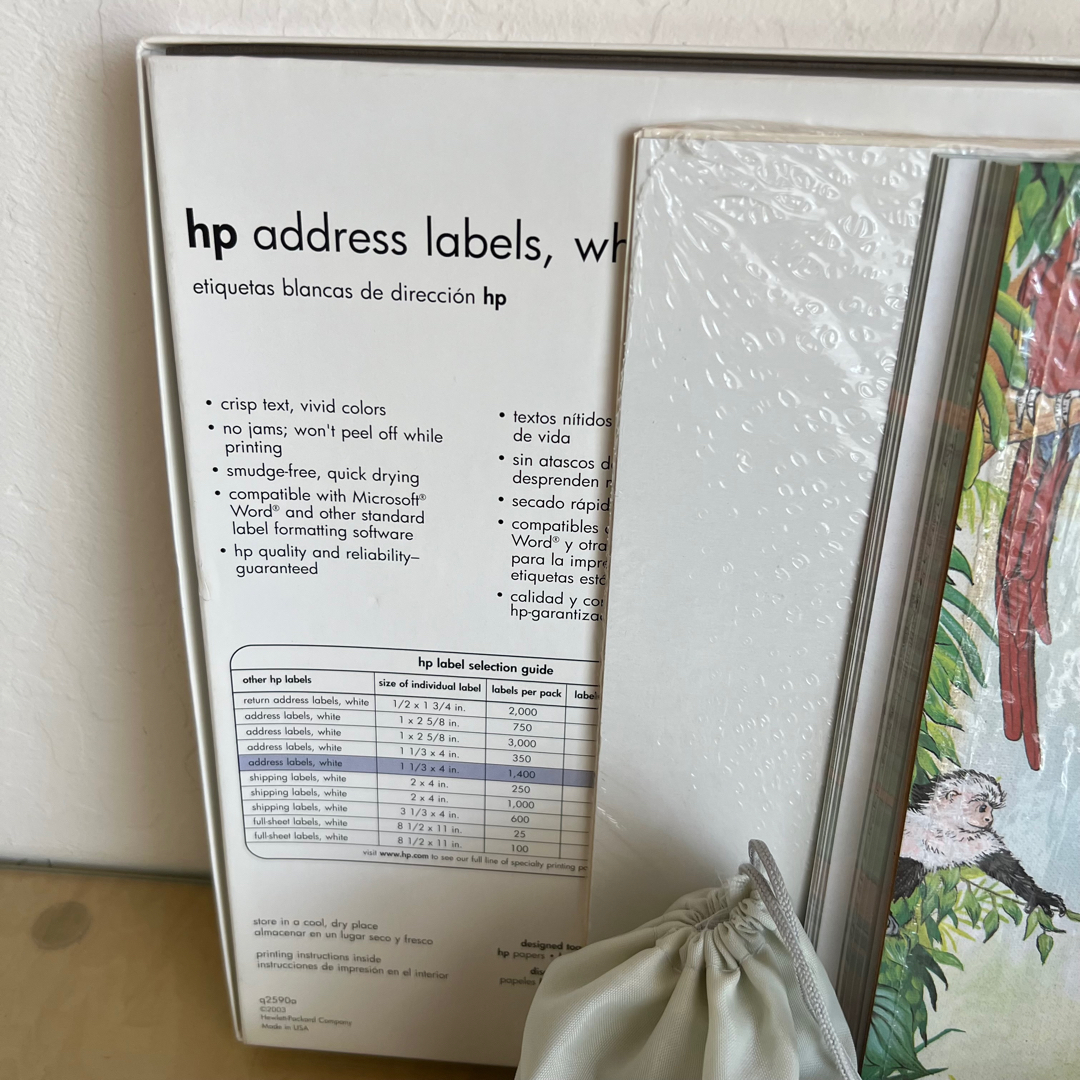 hp address labels, wh
etiquetas blancas de dirección hp
• crisp text, vivid colors
• no jams; won't peel off while
printing
• smudge-free, quick drying
• compatible with Microsoft®
Word® and other standard
label formatting software
• hp quality and reliability–
guaranteed
• textos nítidos
de vida
• sin atascos d
desprenden
• secado rápid
• compatibles
Word® y otra
para la impre
etiquetas está
• calidad y co
hp-garantiza
hp label selection guide
other hp labels size of individual label labels per pack label
return address labels, white 1/2 x 1 3/4 in. 2,000
address labels, white 1 x 2 5/8 in. 750
address labels, white 1 x 2 5/8 in. 3,000
address labels, white 1 1/3 x 4 in. 350
address labels, white 1 1/3 x 4 in. 1,400
shipping labels, white 2 x 4 in. 250
shipping labels, white 2 x 4 in. 1,000
shipping labels, white 3 1/3 x 4 in. 600
full-sheet labels, white 8 1/2 x 11 in. 25
full-sheet labels, white 8 1/2 x 11 in. 100
visit www.hp.com to see our full line of specialty printing
store in a cool, dry place
almacenar en un lugar seco y fresco
printing instructions inside
instrucciones de impresión en el interior
designed tog
hp papers •
papeles
q2590a
©2003
Hewlett-Packard Company
Made in USA